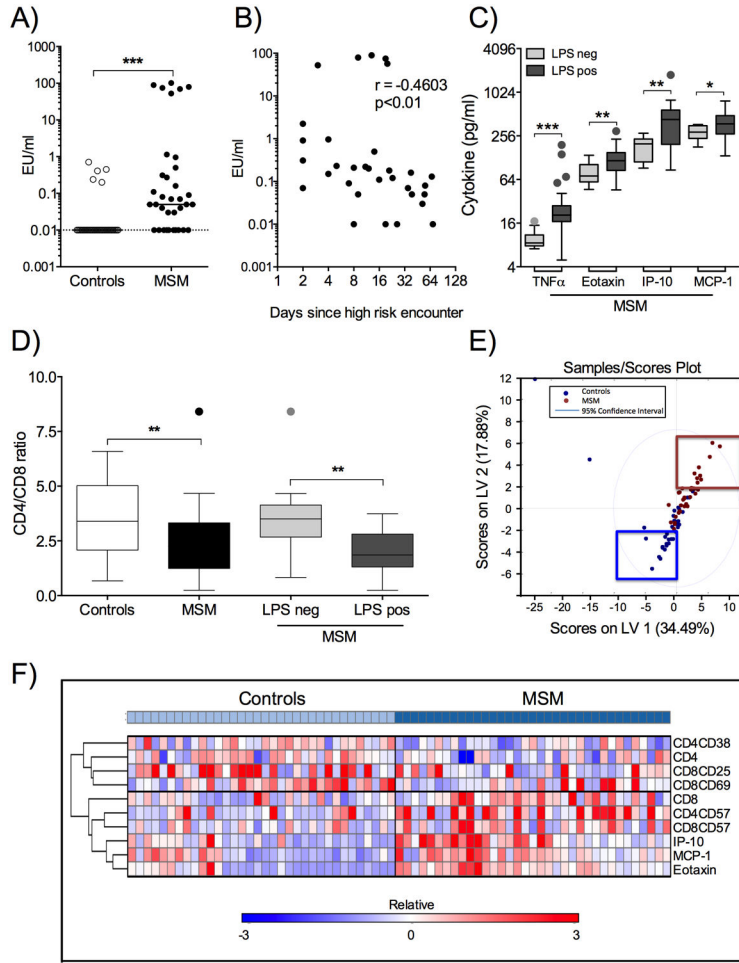 A)
1000
100
10
1
0.1
0.01
0.001
EU/ml
***
Controls
MSM
B)
100
10
1
0.1
0.01
0.001
EU/ml
r = -0.4603
p<0.01
1
2
4
8
16
32
64
128
Days since high risk encounter
C)
4096
1024
256
64
16
4
Cytokine (pg/ml)
LPS neg
LPS pos
***
**
**
*
TNFα
Eotaxin
IP-10
MCP-1
MSM
D)
10.0
7.5
5.0
2.5
0.0
CD4/CD8 ratio
**
**
Controls
MSM
LPS neg
LPS pos
MSM
E)
Samples/Scores Plot
12
10
8
6
4
2
0
-2
-4
-6
Scores on LV 2 (17.88%)
Controls
MSM
95% Confidence Interval
-25
-20
-15
-10
-5
0
5
10
Scores on LV 1 (34.49%)
F)
Controls
MSM
CD4CD38
CD4
CD8CD25
CD8CD69
CD8
CD4CD57
CD8CD57
IP-10
MCP-1
Eotaxin
Relative
-3
0
3